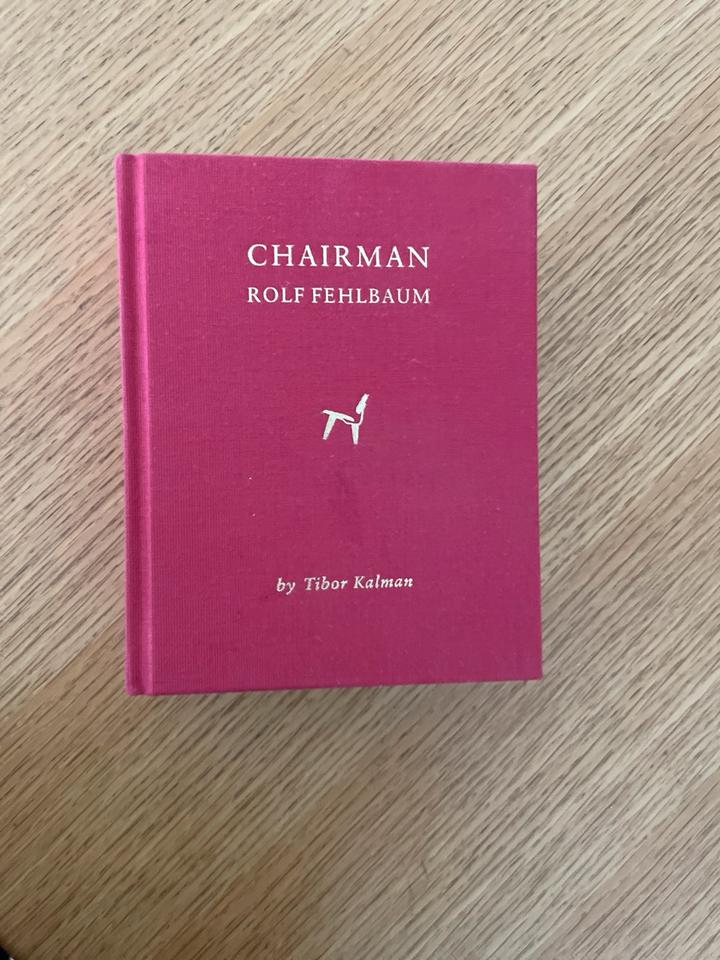 CHAIRMAN
ROLF FEHLBAUM
by Tibor Kalman